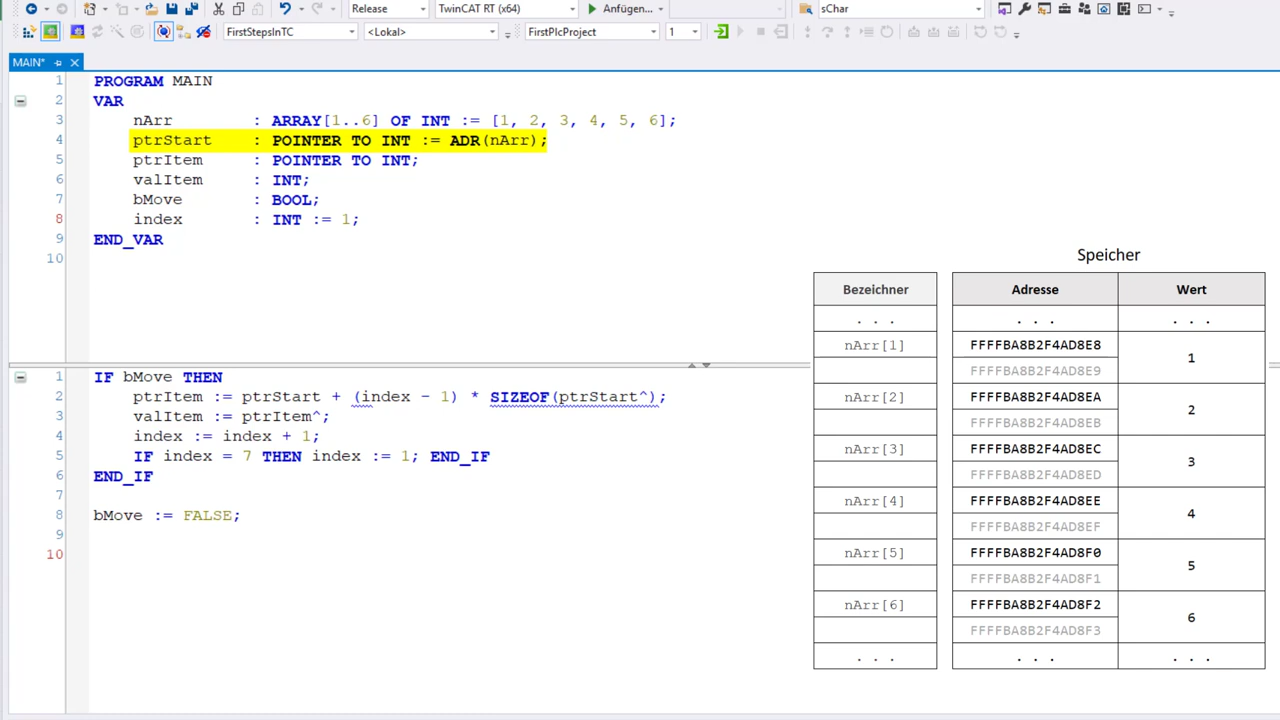 Release TwinCAT RT (x64) Anfügen... sChar
FirstStepsInTC <Lokal> FirstPlcProject 1
MAIN*
1 PROGRAM MAIN
2 VAR
3 nArr : ARRAY[1..6] OF INT := [1, 2, 3, 4, 5, 6];
4 ptrStart : POINTER TO INT := ADR(nArr);
5 ptrItem : POINTER TO INT;
6 valItem : INT;
7 bMove : BOOL;
8 index : INT := 1;
9 END_VAR
10
1 IF bMove THEN
2 ptrItem := ptrStart + (index - 1) * SIZEOF(ptrStart^);
3 valItem := ptrItem^;
4 index := index + 1;
5 IF index = 7 THEN index := 1; END_IF
6 END_IF
7
8 bMove := FALSE;
9
10
Speicher
Bezeichner Adresse Wert
. . . . . . . . .
nArr[1] FFFFBA8B2F4AD8E8 1
FFFFBA8B2F4AD8E9
nArr[2] FFFFBA8B2F4AD8EA 2
FFFFBA8B2F4AD8EB
nArr[3] FFFFBA8B2F4AD8EC 3
FFFFBA8B2F4AD8ED
nArr[4] FFFFBA8B2F4AD8EE 4
FFFFBA8B2F4AD8EF
nArr[5] FFFFBA8B2F4AD8F0 5
FFFFBA8B2F4AD8F1
nArr[6] FFFFBA8B2F4AD8F2 6
FFFFBA8B2F4AD8F3
. . . . . . . . .